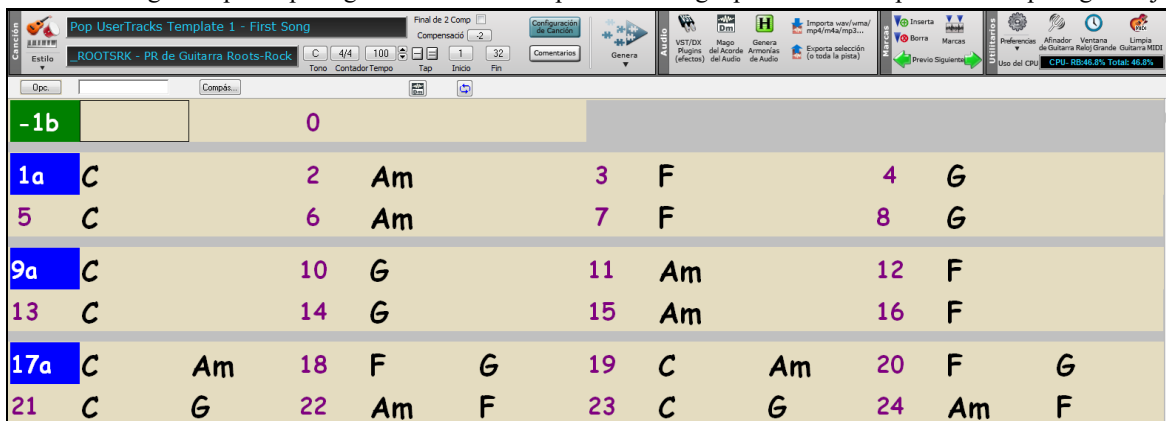 Canción
Estilo
Pop UserTracks Template 1 - First Song
_ROOTSRK - PR de Guitarra Roots-Rock
C 4/4 100 1 32
Tono Contador Tempo Tap Inicio Fin
Final de 2 Comp
Compensació -2
Configuración de Canción
Comentarios
Genera
Audio
VST/DX Plugins (efectos)
Mago del Acorde del Audio
Genera Armonías de Audio
Importa wav/wma/mp4/m4a/mp3...
Exporta selección (o toda la pista)
Marcas
Inserta
Borra
Marcas
Previo Siguiente
Utilitarios
Preferencias
Afinador de Guitarra
Ventana Reloj Grande
Limpia Guitarra MIDI
Uso del CPU CPU- RB:46.8% Total: 46.8%
Opc. Compás...
-1b 0
1a C 2 Am 3 F 4 G
5 C 6 Am 7 F 8 G
9a C 10 G 11 Am 12 F
13 C 14 G 15 Am 16 F
17a C Am 18 F G 19 C Am 20 F G
21 C G 22 Am F 23 C G 24 Am F